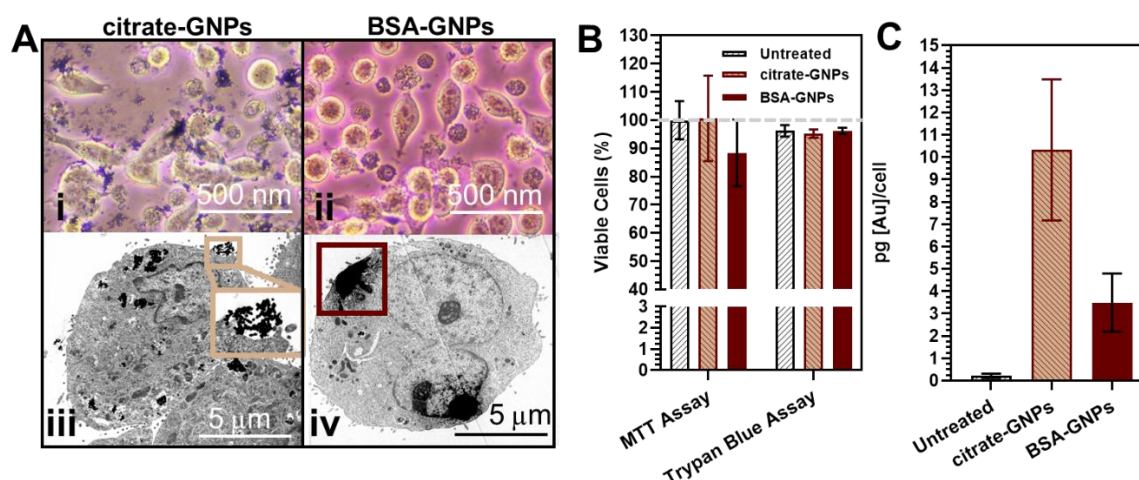 A
citrate-GNPs
BSA-GNPs
i
500 nm
ii
500 nm
iii
5 µm
iv
5 µm
B
Viable Cells (%)
130
120
110
100
90
80
70
60
50
40
3
2
1
0
Untreated
citrate-GNPs
BSA-GNPs
MTT Assay
Trypan Blue Assay
C
pg [Au]/cell
15
14
13
12
11
10
9
8
7
6
5
4
3
2
1
0
Untreated
citrate-GNPs
BSA-GNPs